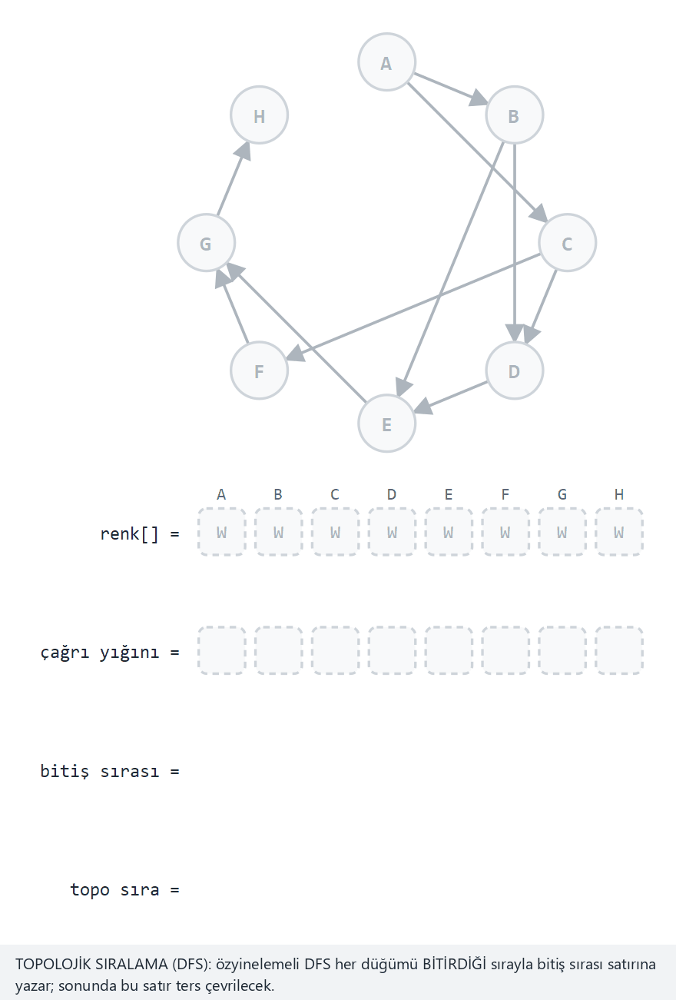 A
B
H
C
G
D
F
E
A B C D E F G H
renk[] = W W W W W W W W
çağrı yığını =
bitiş sırası =
topo sıra =
TOPOLOJİK SIRALAMA (DFS): özyinelemeli DFS her düğümü BİTİRDİĞİ sırayla bitiş sırası satırına
yazar; sonunda bu satır ters çevrilecek.